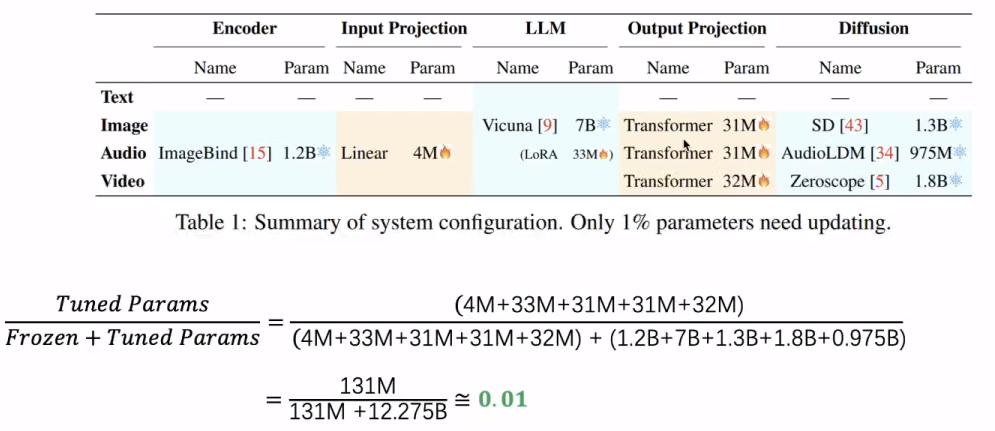 Encoder Input Projection LLM Output Projection Diffusion
Name Param Name Param Name Param Name Param Name Param
Text — — — — — — — —
Image Vicuna [9] 7B❄ Transformer 31M🔥 SD [43] 1.3B❄
Audio ImageBind [15] 1.2B❄ Linear 4M🔥 (LoRA 33M🔥) Transformer 31M🔥 AudioLDM [34] 975M❄
Video Transformer 32M🔥 Zeroscope [5] 1.8B❄
Table 1: Summary of system configuration. Only 1% parameters need updating.
Tuned Params
Frozen + Tuned Params
=
(4M+33M+31M+31M+32M)
(4M+33M+31M+31M+32M) + (1.2B+7B+1.3B+1.8B+0.975B)
=
131M
131M +12.275B
≅ 0.01